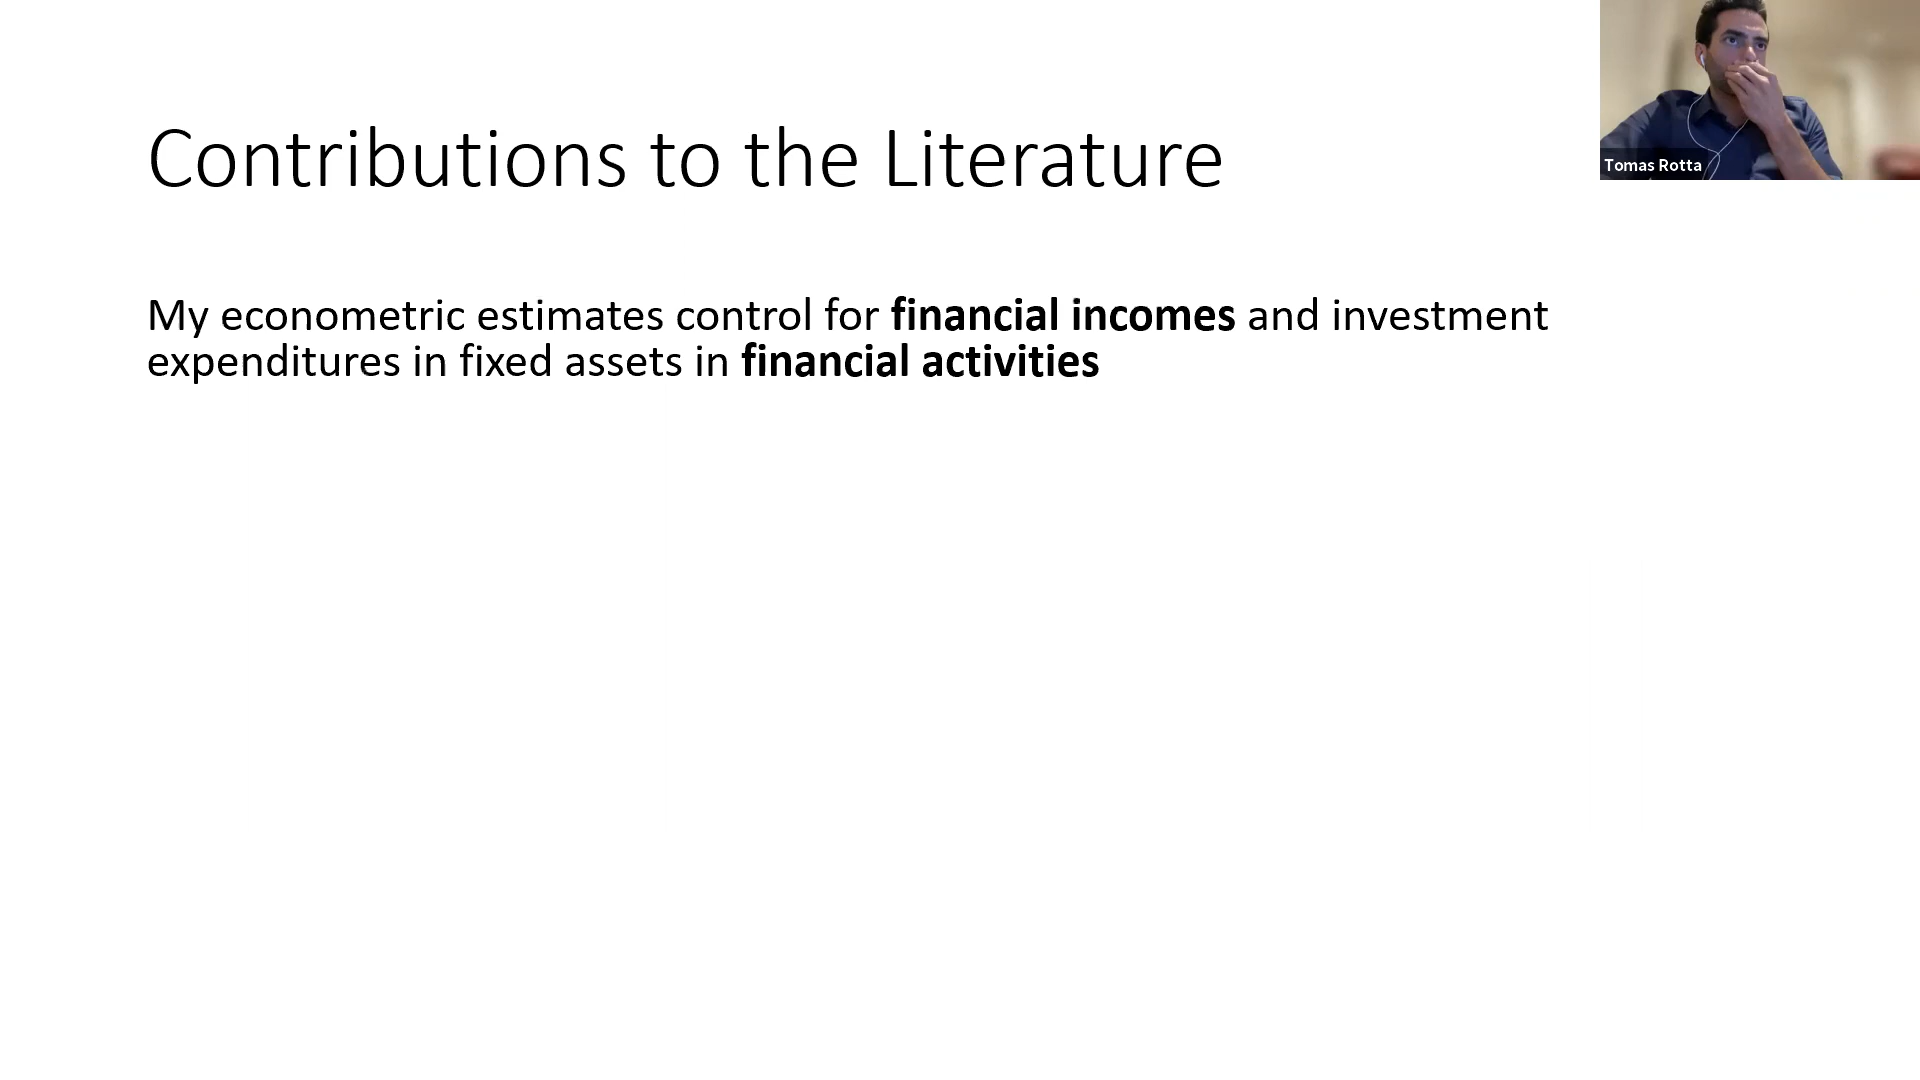 Contributions to the Literature
Tomas Rotta
My econometric estimates control for financial incomes and investment
expenditures in fixed assets in financial activities